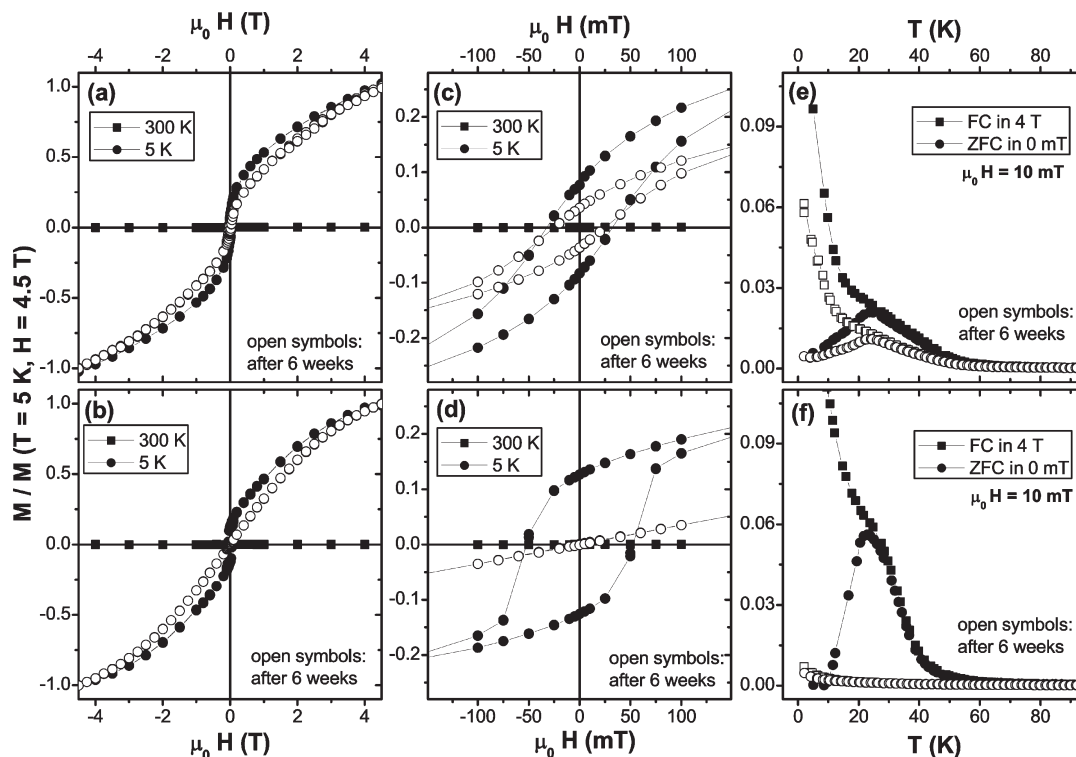 μ₀ H (T)
-4 -2 0 2 4
μ₀ H (mT)
-100 -50 0 50 100
T (K)
0 20 40 60 80
M / M (T = 5 K, H = 4.5 T)
(a)
300 K
5 K
open symbols:
after 6 weeks
1.0
0.5
0.0
-0.5
-1.0
(b)
300 K
5 K
open symbols:
after 6 weeks
1.0
0.5
0.0
-0.5
-1.0
-4 -2 0 2 4
μ₀ H (T)
(c)
300 K
5 K
open symbols:
after 6 weeks
0.2
0.1
0.0
-0.1
-0.2
(d)
300 K
5 K
open symbols:
after 6 weeks
0.2
0.1
0.0
-0.1
-0.2
-100 -50 0 50 100
μ₀ H (mT)
(e)
FC in 4 T
ZFC in 0 mT
μ₀ H = 10 mT
open symbols:
after 6 weeks
0.09
0.06
0.03
0.00
(f)
FC in 4 T
ZFC in 0 mT
μ₀ H = 10 mT
open symbols:
after 6 weeks
0.09
0.06
0.03
0.00
0 20 40 60 80
T (K)